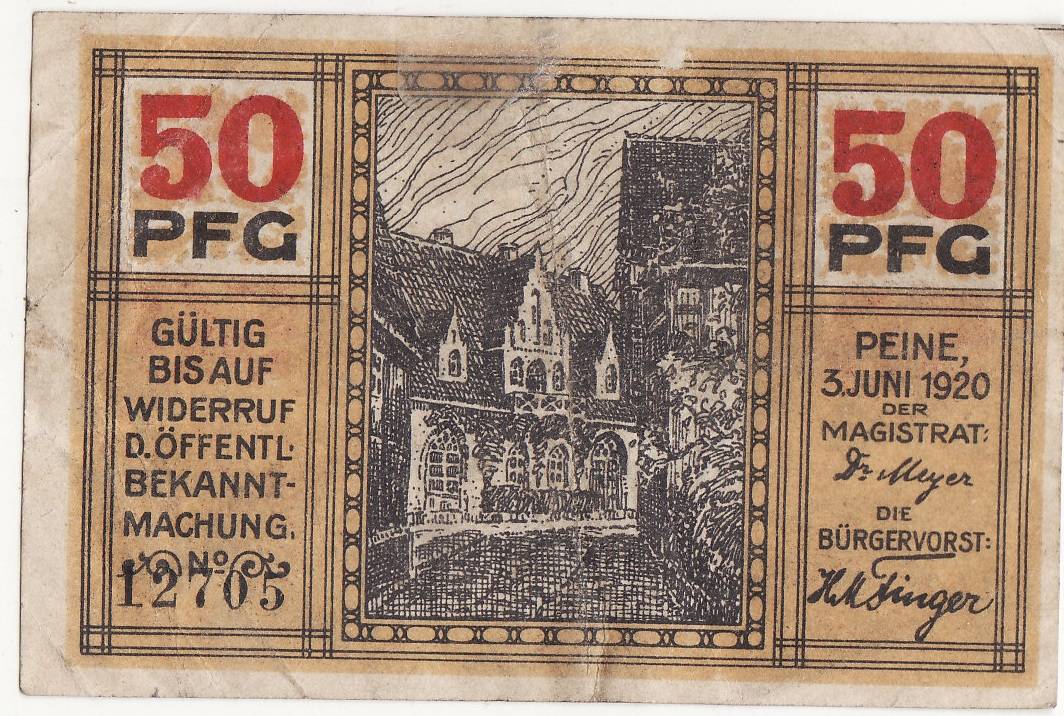 50
PFG
GÜLTIG
BIS AUF
WIDERRUF
D. ÖFFENTL.
BEKANNT-
MACHUNG.
No
12705
50
PFG
PEINE,
3. JUNI 1920
DER
MAGISTRAT:
Dr. Meyer
DIE
BÜRGERVORST: